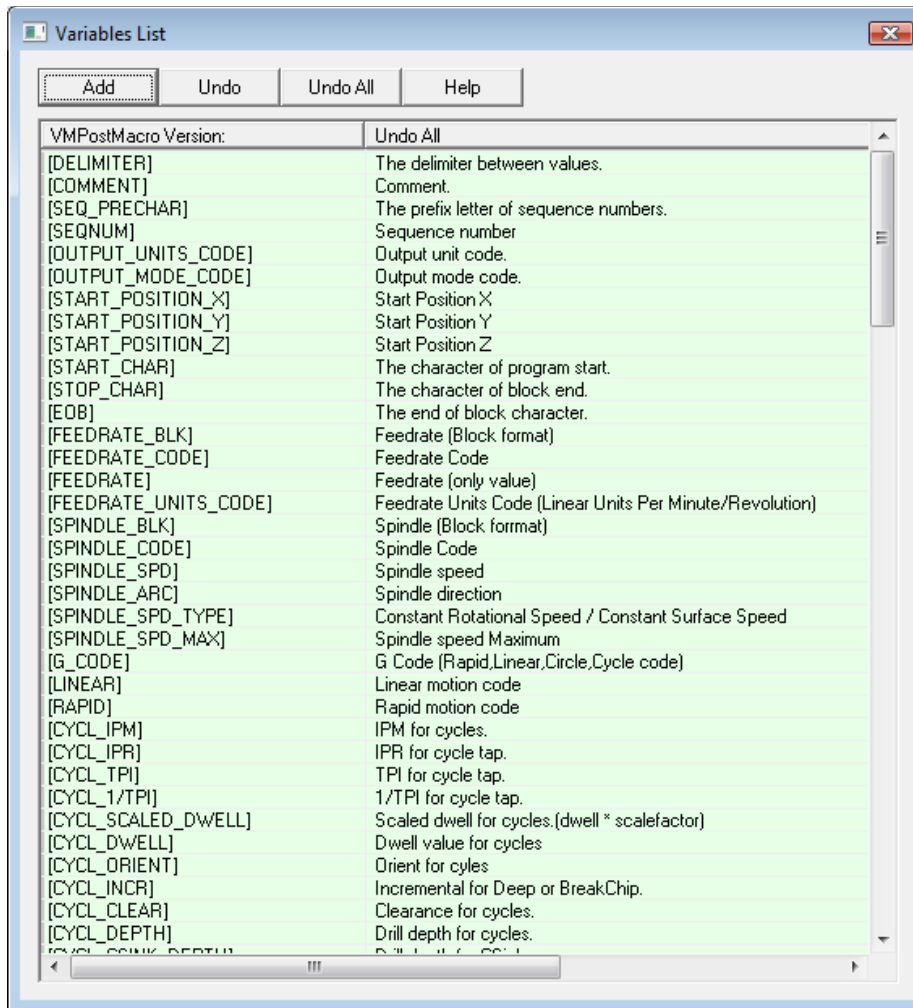 Variables List
Add Undo Undo All Help
VMPostMacro Version: Undo All
[DELIMITER] The delimiter between values.
[COMMENT] Comment.
[SEQ_PRECHAR] The prefix letter of sequence numbers.
[SEQNUM] Sequence number
[OUTPUT_UNITS_CODE] Output unit code.
[OUTPUT_MODE_CODE] Output mode code.
[START_POSITION_X] Start Position X
[START_POSITION_Y] Start Position Y
[START_POSITION_Z] Start Position Z
[START_CHAR] The character of program start.
[STOP_CHAR] The character of block end.
[EOB] The end of block character.
[FEEDRATE_BLK] Feedrate (Block format)
[FEEDRATE_CODE] Feedrate Code
[FEEDRATE] Feedrate (only value)
[FEEDRATE_UNITS_CODE] Feedrate Units Code (Linear Units Per Minute/Revolution)
[SPINDLE_BLK] Spindle (Block forrmat)
[SPINDLE_CODE] Spindle Code
[SPINDLE_SPD] Spindle speed
[SPINDLE_ARC] Spindle direction
[SPINDLE_SPD_TYPE] Constant Rotational Speed / Constant Surface Speed
[SPINDLE_SPD_MAX] Spindle speed Maximum
[G_CODE] G Code (Rapid,Linear,Circle,Cycle code)
[LINEAR] Linear motion code
[RAPID] Rapid motion code
[CYCL_IPM] IPM for cycles.
[CYCL_IPR] IPR for cycle tap.
[CYCL_TPI] TPI for cycle tap.
[CYCL_1/TPI] 1/TPI for cycle tap.
[CYCL_SCALED_DWELL] Scaled dwell for cycles.(dwell * scalefactor)
[CYCL_DWELL] Dwell value for cycles
[CYCL_ORIENT] Orient for cyles
[CYCL_INCR] Incremental for Deep or BreakChip.
[CYCL_CLEAR] Clearance for cycles.
[CYCL_DEPTH] Drill depth for cycles.